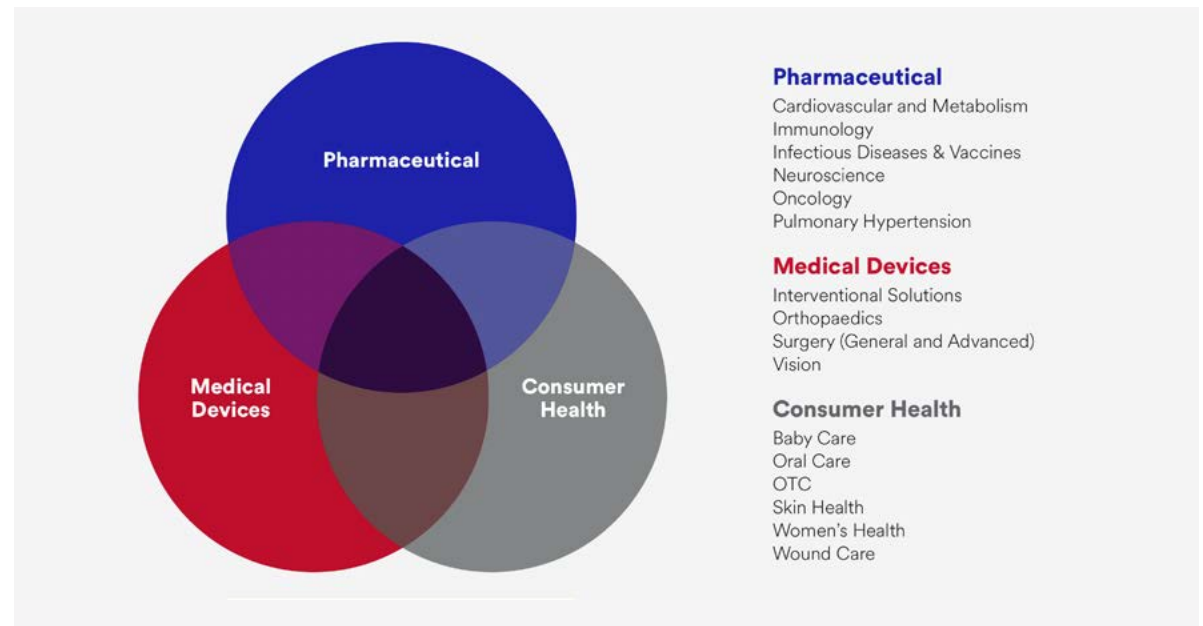 Pharmaceutical
Medical
Devices
Consumer
Health
Pharmaceutical
Cardiovascular and Metabolism
Immunology
Infectious Diseases & Vaccines
Neuroscience
Oncology
Pulmonary Hypertension
Medical Devices
Interventional Solutions
Orthopaedics
Surgery (General and Advanced)
Vision
Consumer Health
Baby Care
Oral Care
OTC
Skin Health
Women's Health
Wound Care